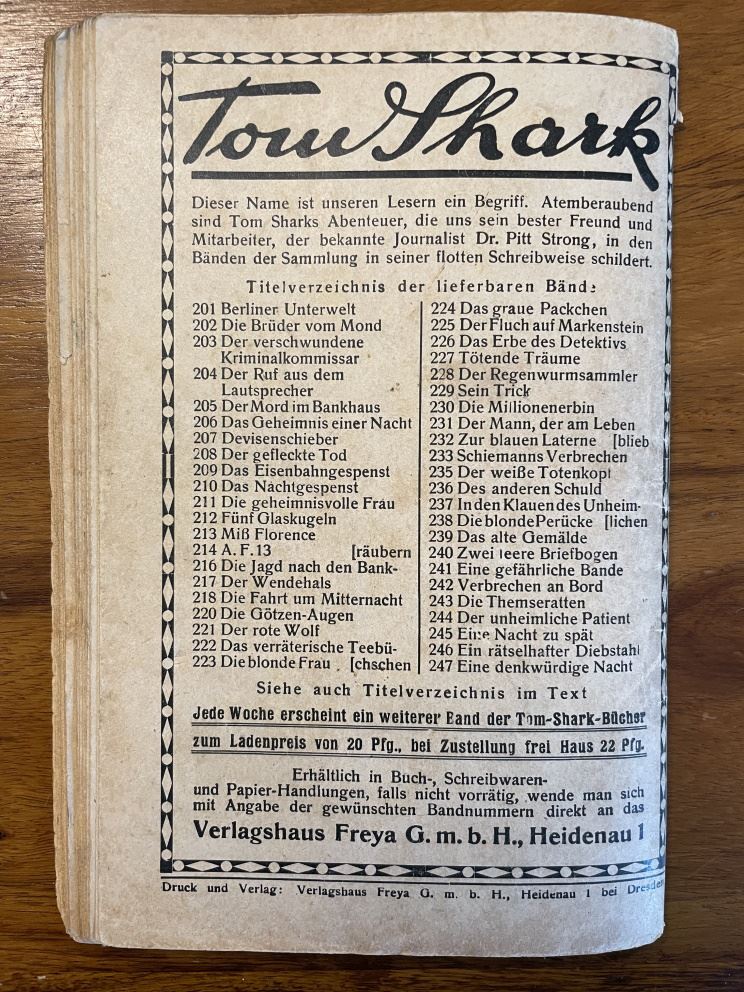 Tom Shark
Dieser Name ist unseren Lesern ein Begriff. Atemberaubend
sind Tom Sharks Abenteuer, die uns sein bester Freund und
Mitarbeiter, der bekannte Journalist Dr. Pitt Strong, in den
Bänden der Sammlung in seiner flotten Schreibweise schildert.
Titelverzeichnis der lieferbaren Bände
201 Berliner Unterwelt
202 Die Brüder vom Mond
203 Der verschwundene
Kriminalkommissar
204 Der Ruf aus dem
Lautsprecher
205 Der Mord im Bankhaus
206 Das Geheimnis einer Nacht
207 Devisenschieber
208 Der gefleckte Tod
209 Das Eisenbahngespenst
210 Das Nachtgespenst
211 Die geheimnisvolle Frau
212 Fünf Glaskugeln
213 Miß Florence
214 A. F. 13 [räubern
216 Die Jagd nach den Bank-
217 Der Wendehals
218 Die Fahrt um Mitternacht
220 Die Götzen-Augen
221 Der rote Wolf
222 Das verräterische Teebü-
223 Die blonde Frau [chschen
224 Das graue Packchen
225 Der Fluch auf Markenstein
226 Das Erbe des Detektivs
227 Tötende Träume
228 Der Regenwurmsammler
229 Sein Trick
230 Die Millionenerbin
231 Der Mann, der am Leben
232 Zur blauen Laterne [blieb
233 Schiemanns Verbrechen
235 Der weiße Totenkopf
236 Des anderen Schuld
237 In den Klauen des Unheim-
238 Die blonde Perücke [lichen
239 Das alte Gemälde
240 Zwei leere Briefbogen
241 Eine gefährliche Bande
242 Verbrechen an Bord
243 Die Themseratten
244 Der unheimliche Patient
245 Eine Nacht zu spät
246 Ein rätselhafter Diebstahl
247 Eine denkwürdige Nacht
Siehe auch Titelverzeichnis im Text
Jede Woche erscheint ein weiterer Band der Tom-Shark-Bücher
zum Ladenpreis von 20 Pfg., bei Zustellung frei Haus 22 Pfg.
Erhältlich in Buch-, Schreibwaren-
und Papier-Handlungen, falls nicht vorrätig, wende man sich
mit Angabe der gewünschten Bandnummern direkt an das
Verlagshaus Freya G. m. b. H., Heidenau 1
Druck und Verlag: Verlagshaus Freya G. m. b. H., Heidenau 1 bei Dresden